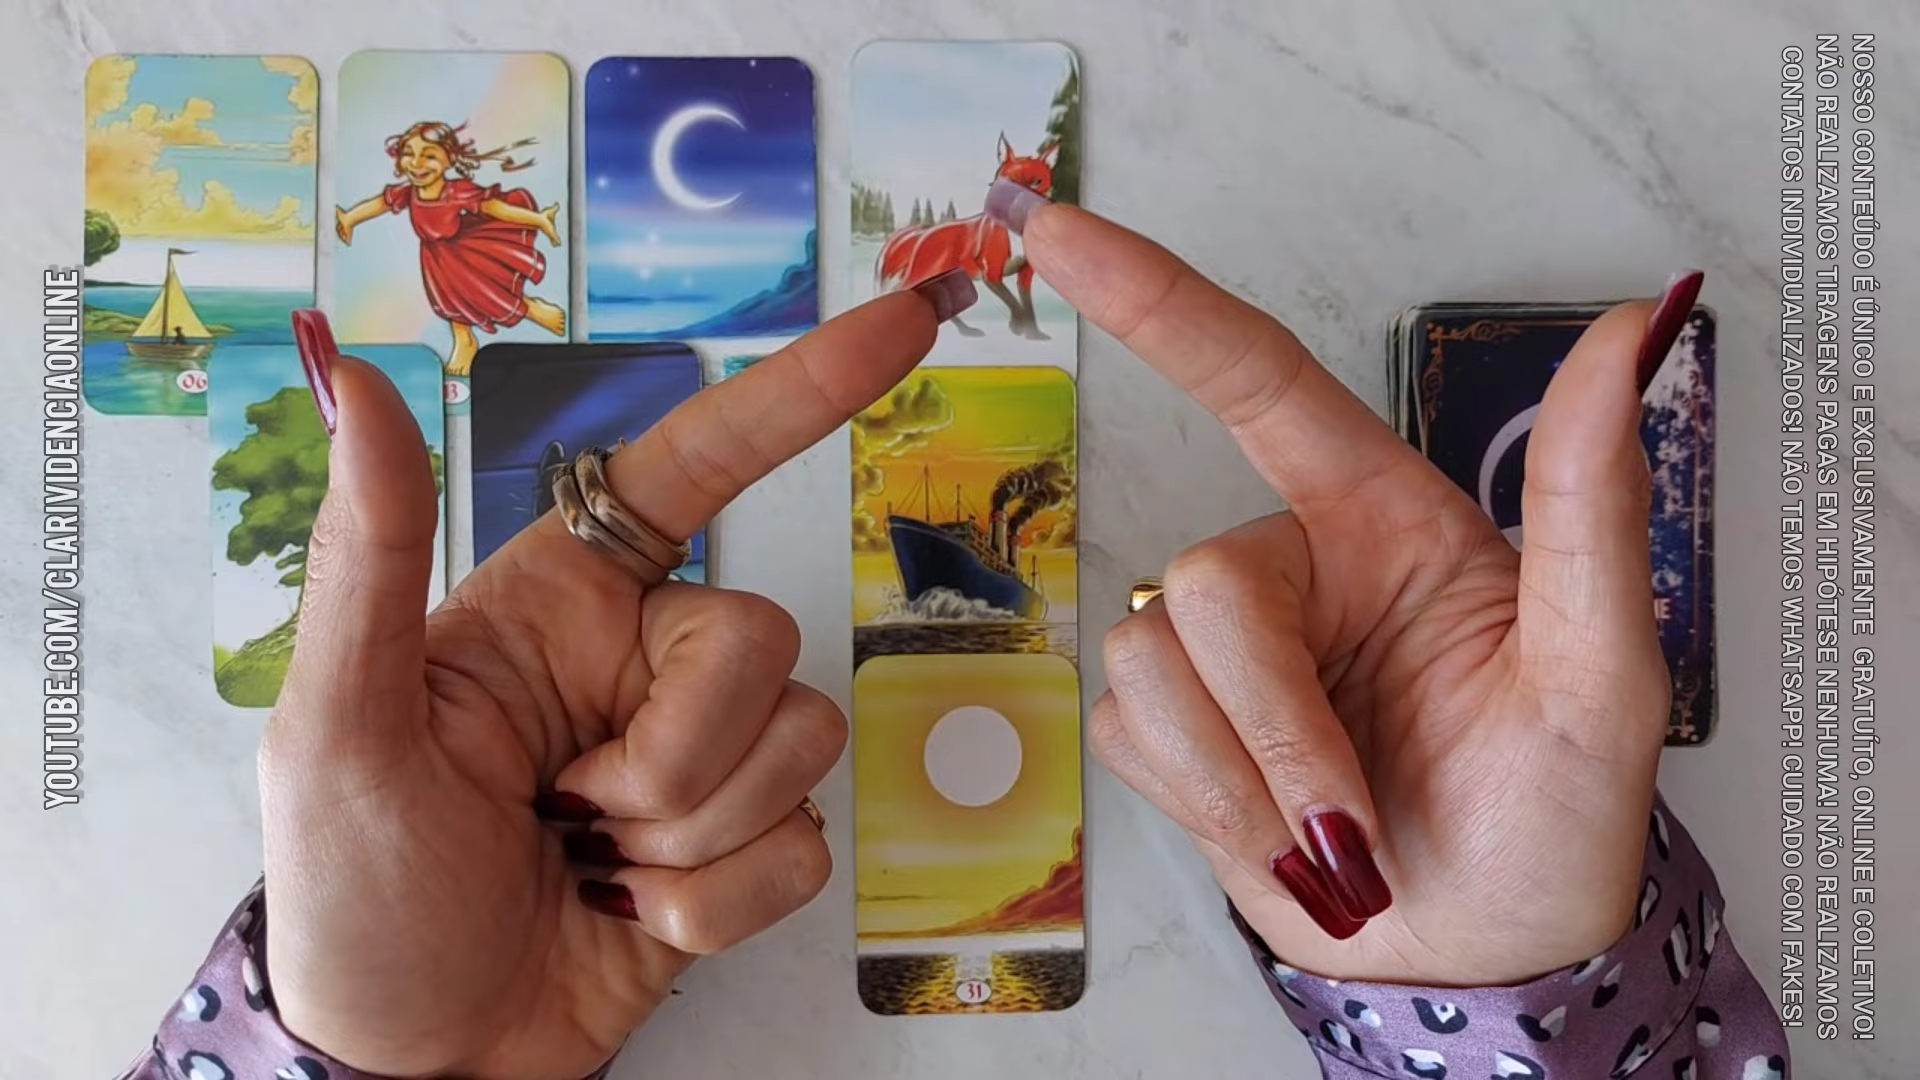 YOUTUBE.COM/CLARIVIDENCIAONLINE
06
31
NOSSO CONTEÚDO É ÚNICO E EXCLUSIVAMENTE GRATUÍTO, ONLINE E COLETIVO!
NÃO REALIZAMOS TIRAGENS PAGAS EM HIPÓTESE NENHUMA! NÃO REALIZAMOS
CONTATOS INDIVIDUALIZADOS! NÃO TEMOS WHATSAPP! CUIDADO COM FAKES!